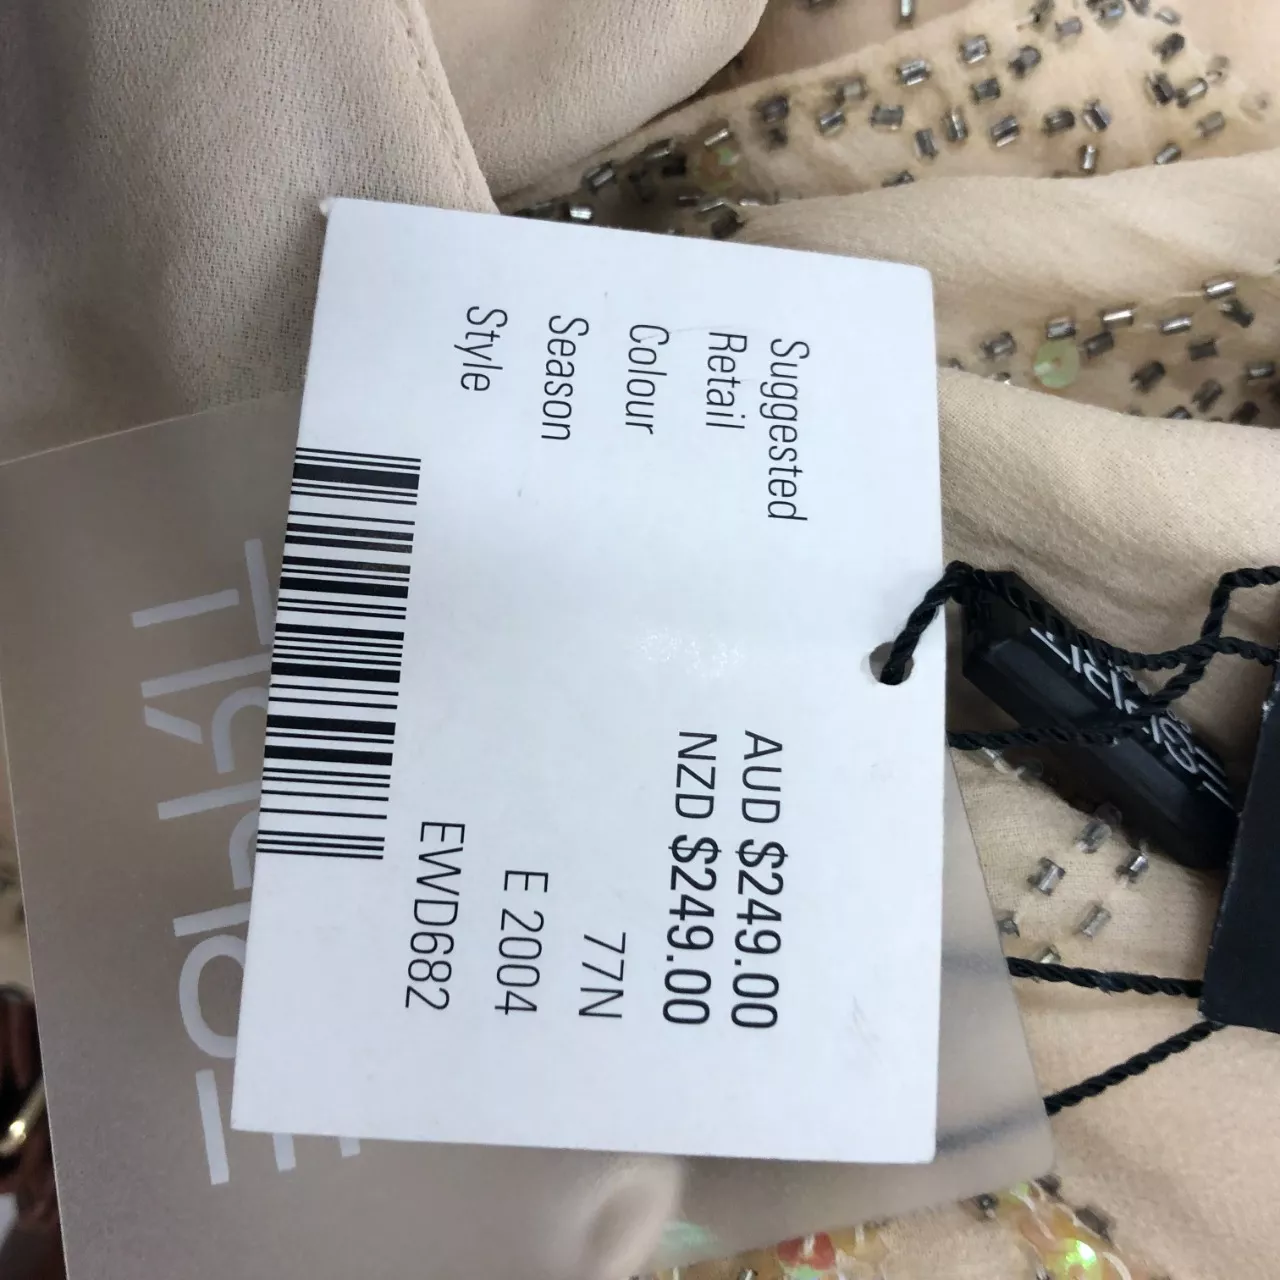 Suggested AUD $249.00
Retail NZD $249.00
Colour 77N
Season E 2004
Style EWD682